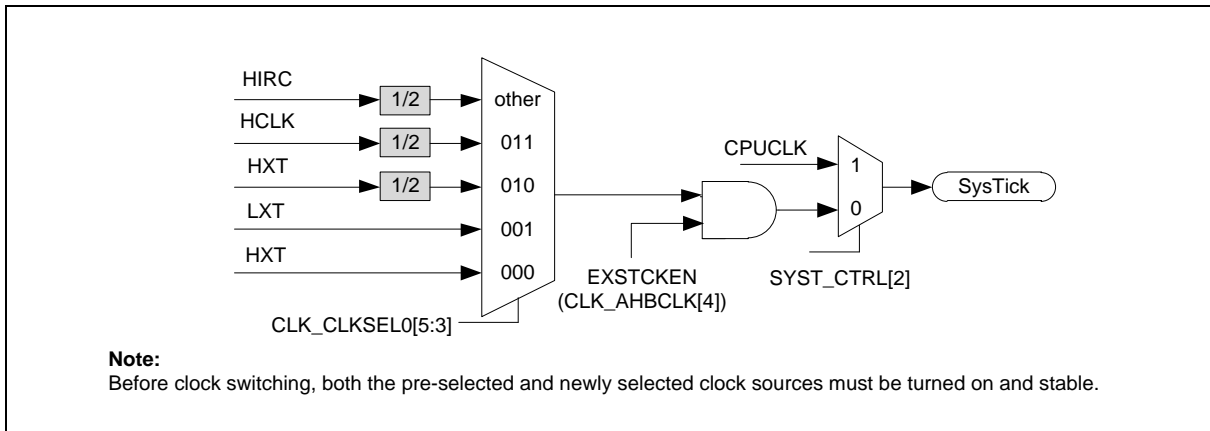 HIRC
1/2
other
HCLK
1/2
011
HXT
1/2
010
LXT
001
HXT
000
CLK_CLKSEL0[5:3]
EXSTCKEN
(CLK_AHBCLK[4])
CPUCLK
1
0
SYST_CTRL[2]
SysTick
Note:
Before clock switching, both the pre-selected and newly selected clock sources must be turned on and stable.